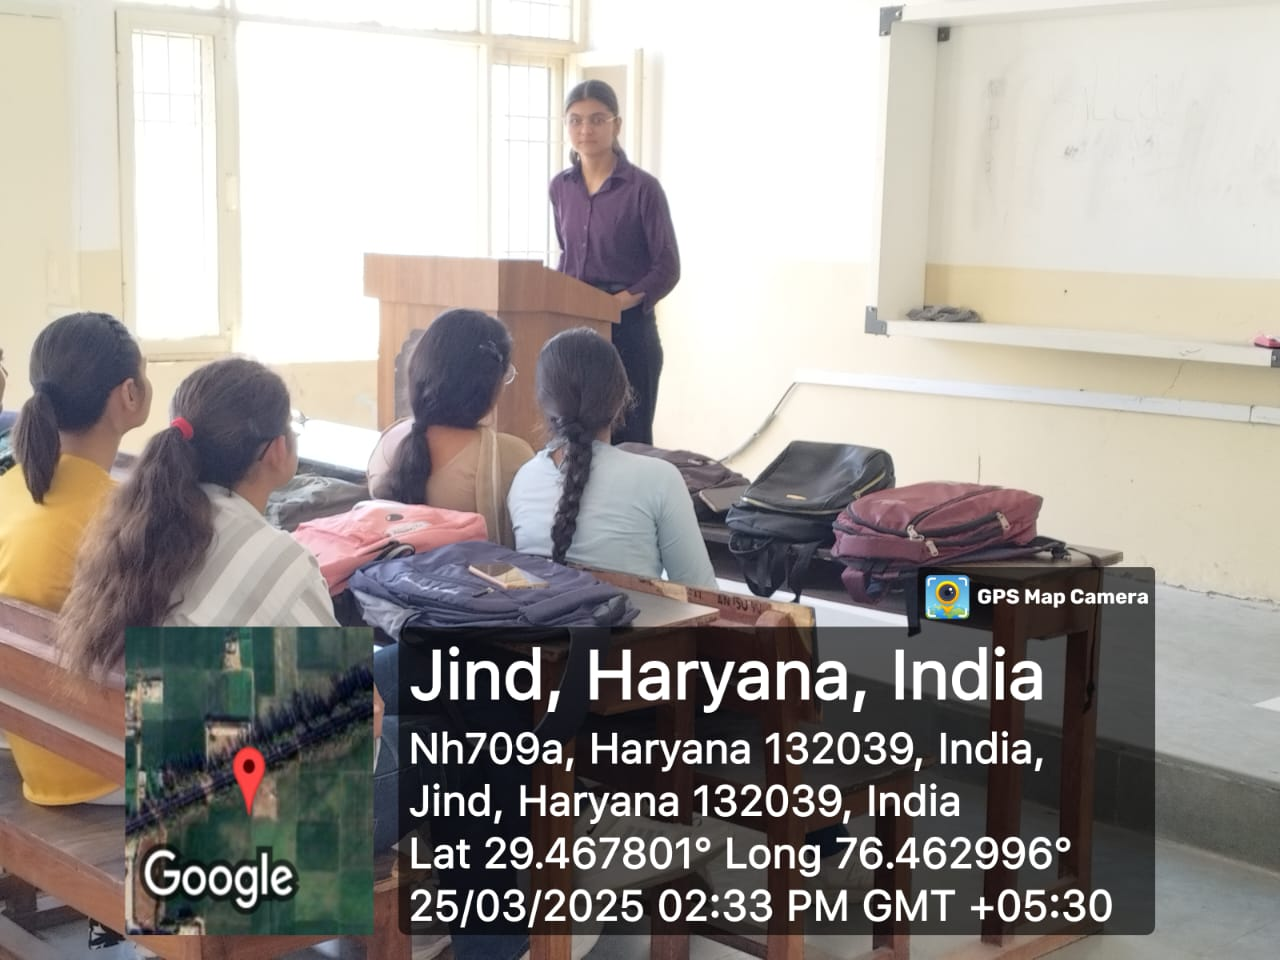 GPS Map Camera
Jind, Haryana, India
Nh709a, Haryana 132039, India,
Jind, Haryana 132039, India
Lat 29.467801° Long 76.462996°
25/03/2025 02:33 PM GMT +05:30
Google